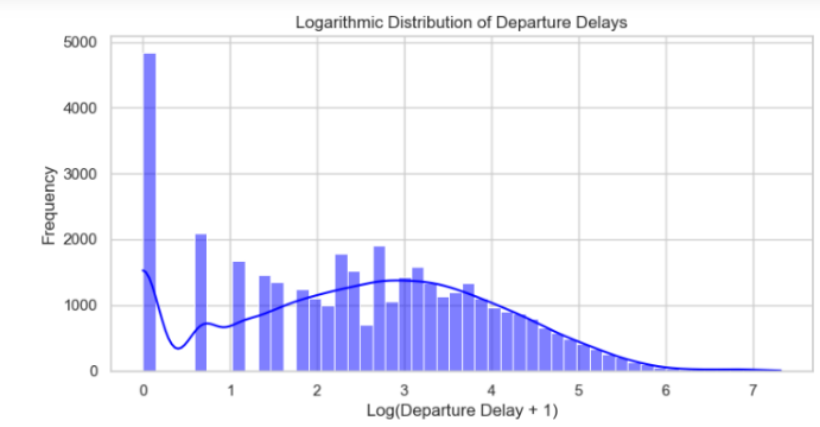 Logarithmic Distribution of Departure Delays
5000
4000
3000
2000
1000
0
Frequency
0 1 2 3 4 5 6 7
Log(Departure Delay + 1)